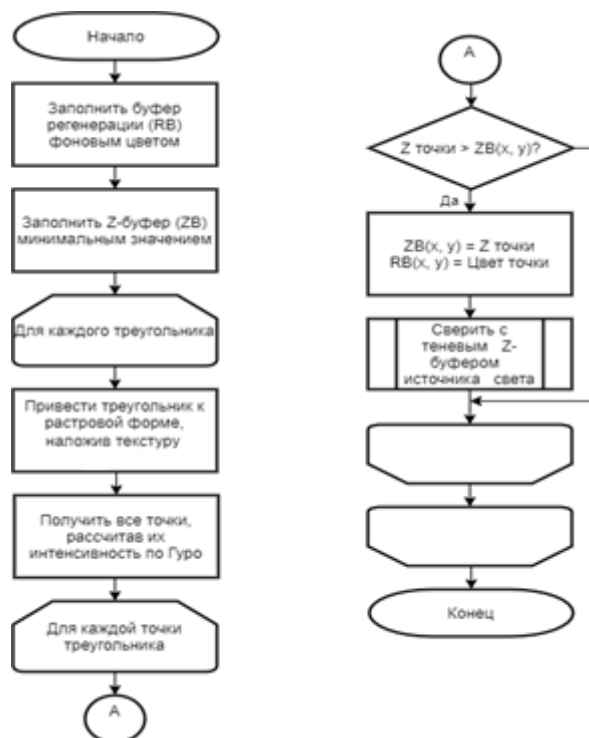 Начало
Заполнить буфер
регенерации (RB)
фоновым цветом
Заполнить Z-буфер (ZB)
минимальным значением
Для каждого треугольника
Привести треугольник к
растровой форме,
наложив текстуру
Получить все точки,
рассчитав их
интенсивность по Гуро
Для каждой точки
треугольника
А
А
Z точки > ZB(x, y)?
Да
ZB(x, y) = Z точки
RB(x, y) = Цвет точки
Сверить с
теневым Z-
буфером
источника света
Конец